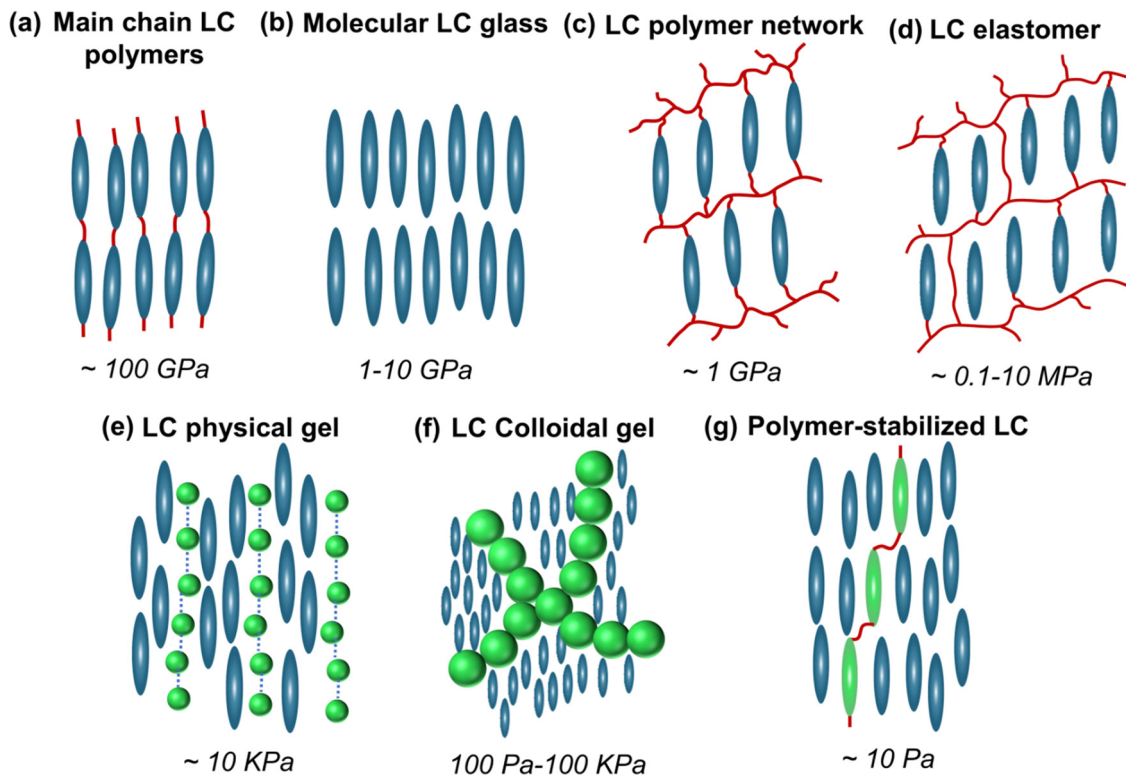 (a) Main chain LC
polymers
(b) Molecular LC glass
(c) LC polymer network
(d) LC elastomer
~ 100 GPa
1-10 GPa
~ 1 GPa
~ 0.1-10 MPa
(e) LC physical gel
(f) LC Colloidal gel
(g) Polymer-stabilized LC
~ 10 KPa
100 Pa-100 KPa
~ 10 Pa